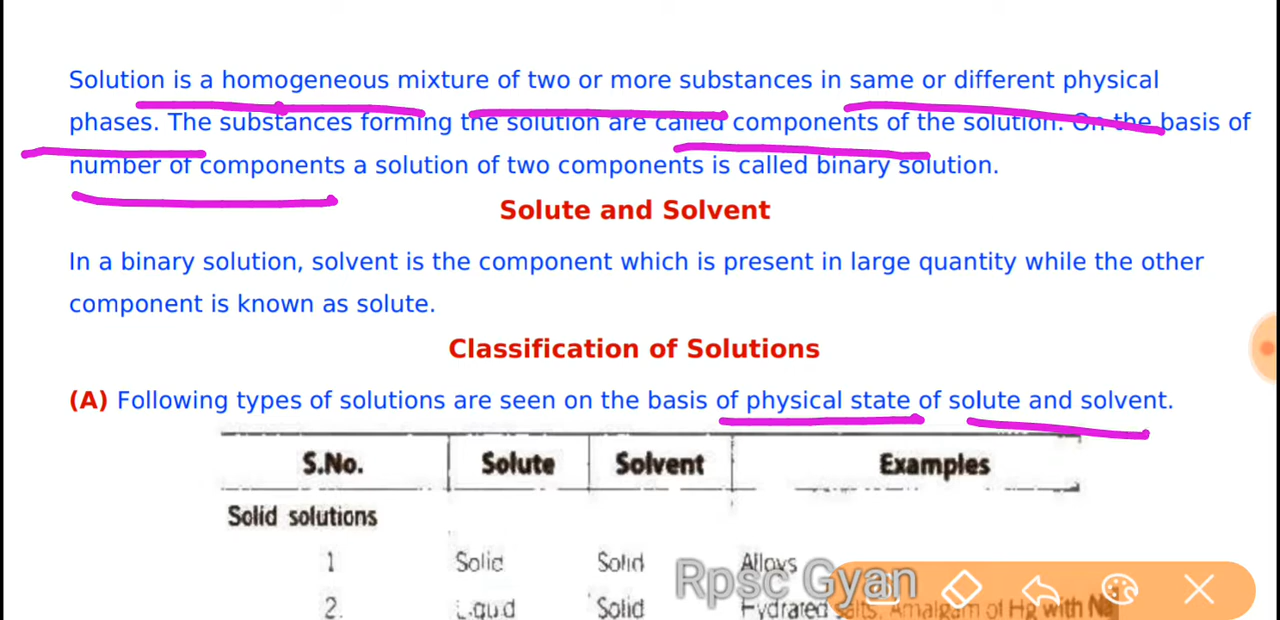 Solution is a homogeneous mixture of two or more substances in same or different physical
phases. The substances forming the solution are called components of the solution. On the basis of
number of components a solution of two components is called binary solution.
Solute and Solvent
In a binary solution, solvent is the component which is present in large quantity while the other
component is known as solute.
Classification of Solutions
(A) Following types of solutions are seen on the basis of physical state of solute and solvent.
S.No. Solute Solvent Examples
Solid solutions
1 Solid Solid Alloys
2. Liquid Solid Hydrated salts, Amalgam of Hg with Na
Rpsc Gyan